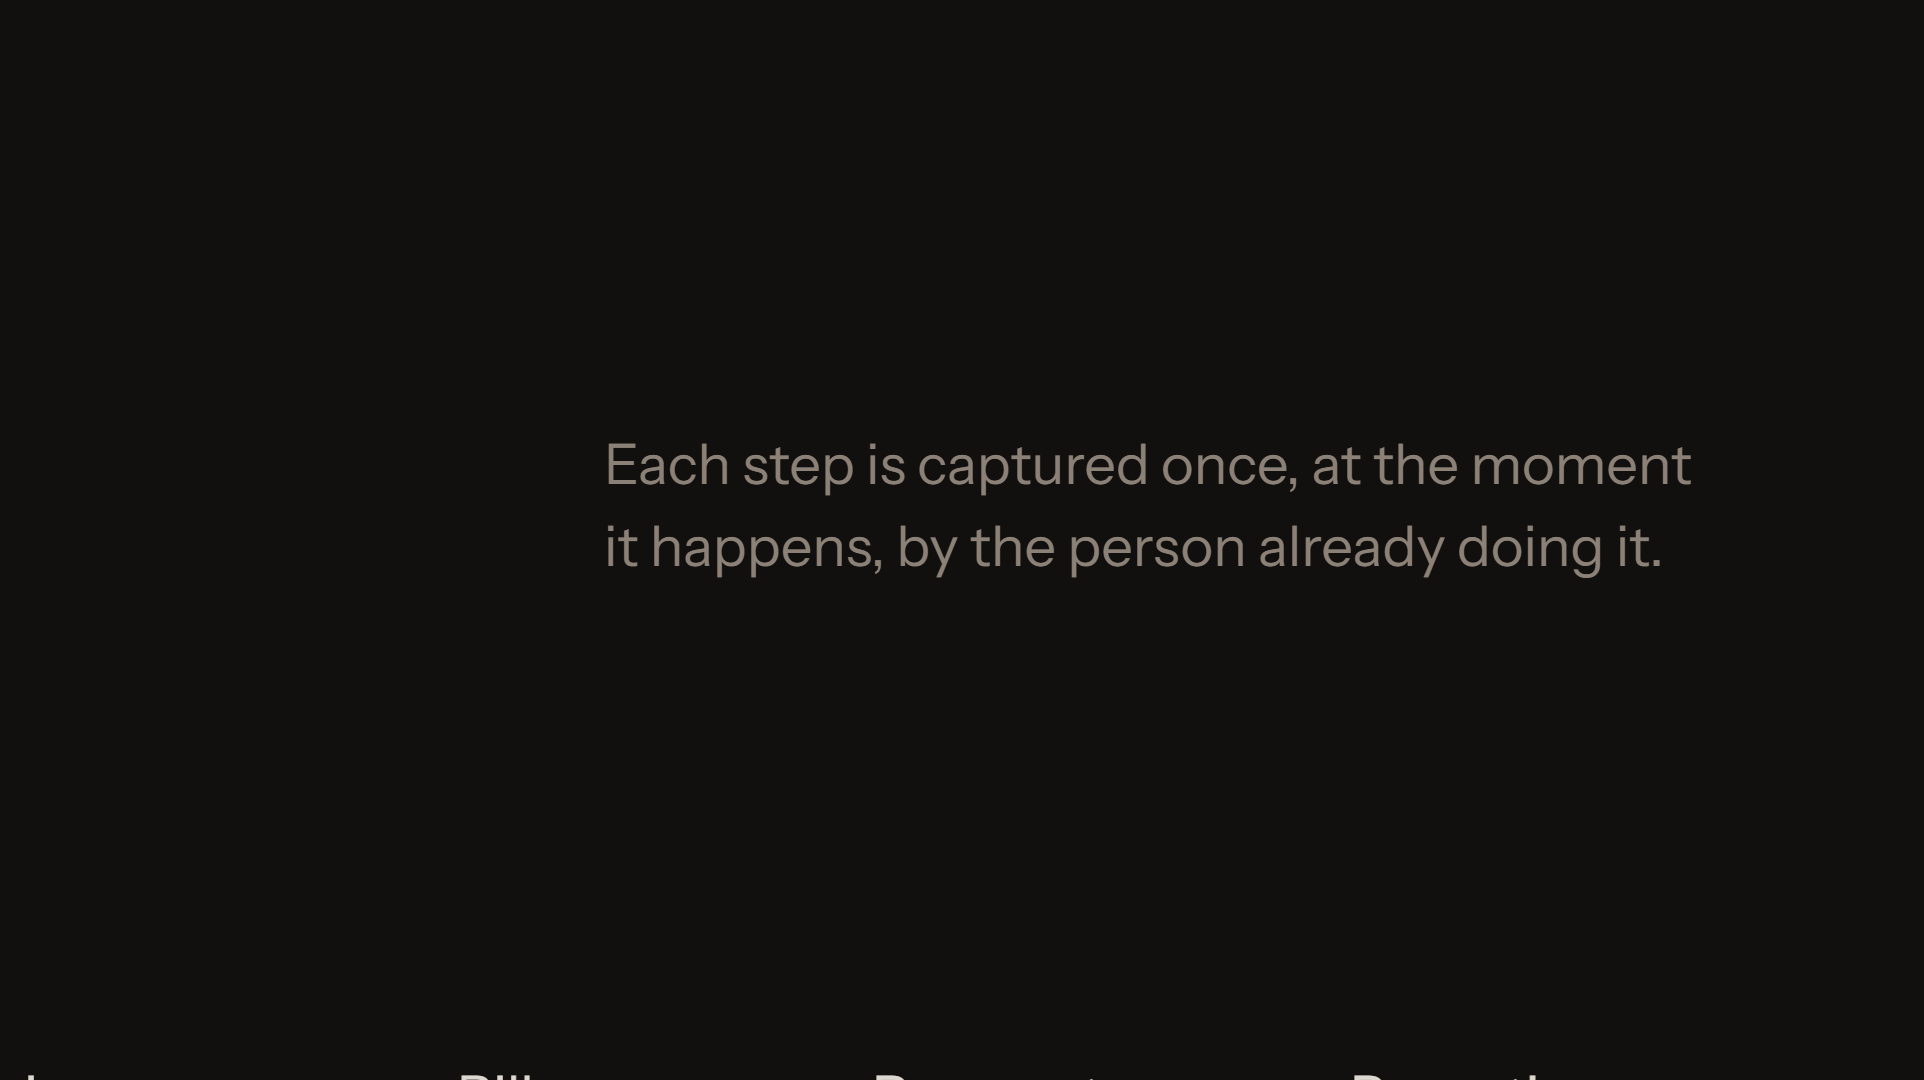 Each step is captured once, at the moment
it happens, by the person already doing it.